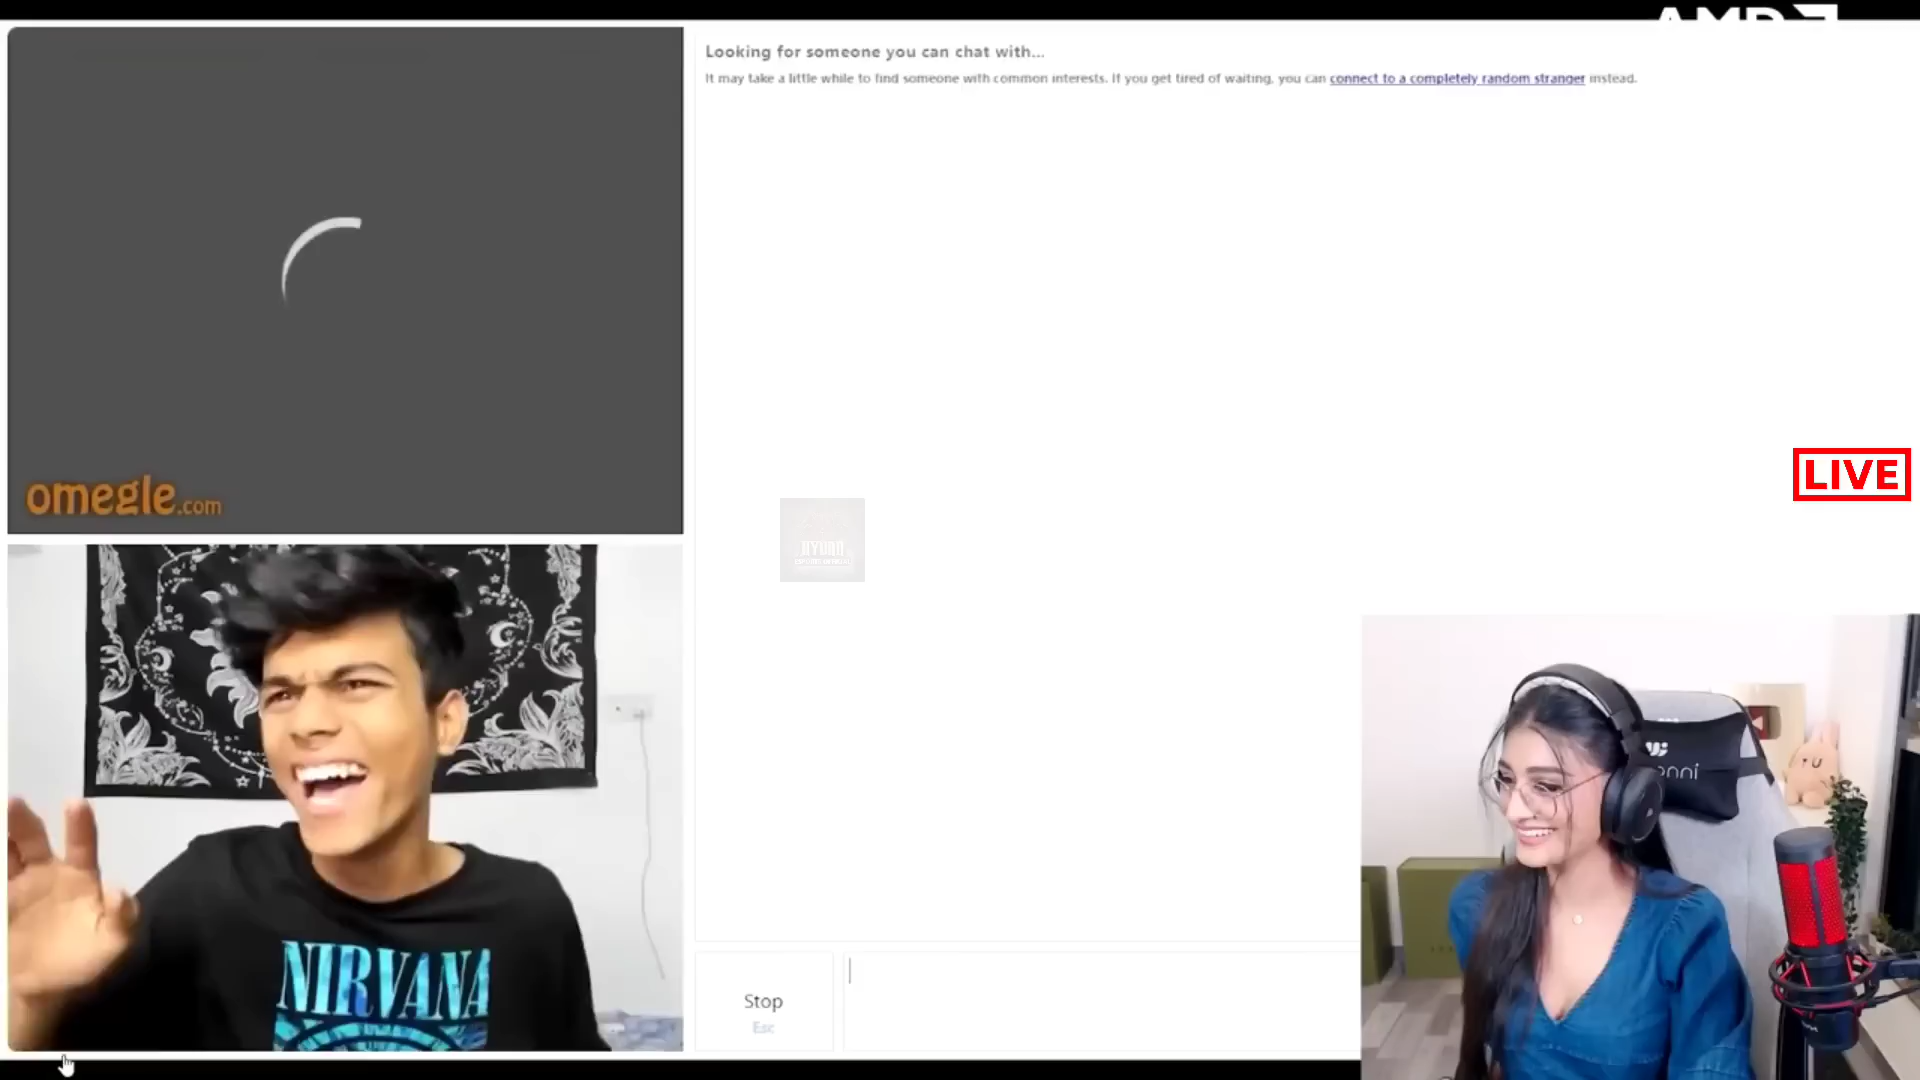 AMD
Looking for someone you can chat with...
It may take a little while to find someone with common interests. If you get tired of waiting, you can connect to a completely random stranger instead.
LIVE
omegle.com
NIRVANA
Stop
Esc